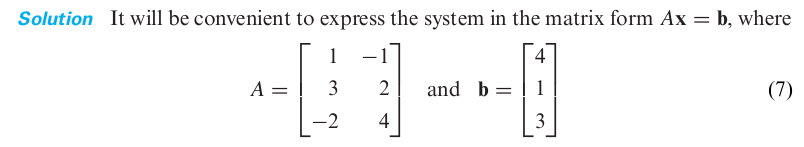 Solution It will be convenient to express the system in the matrix form Ax = b, where
A = [ 1 −1
3 2
−2 4 ] and b = [ 4
1
3 ] (7)